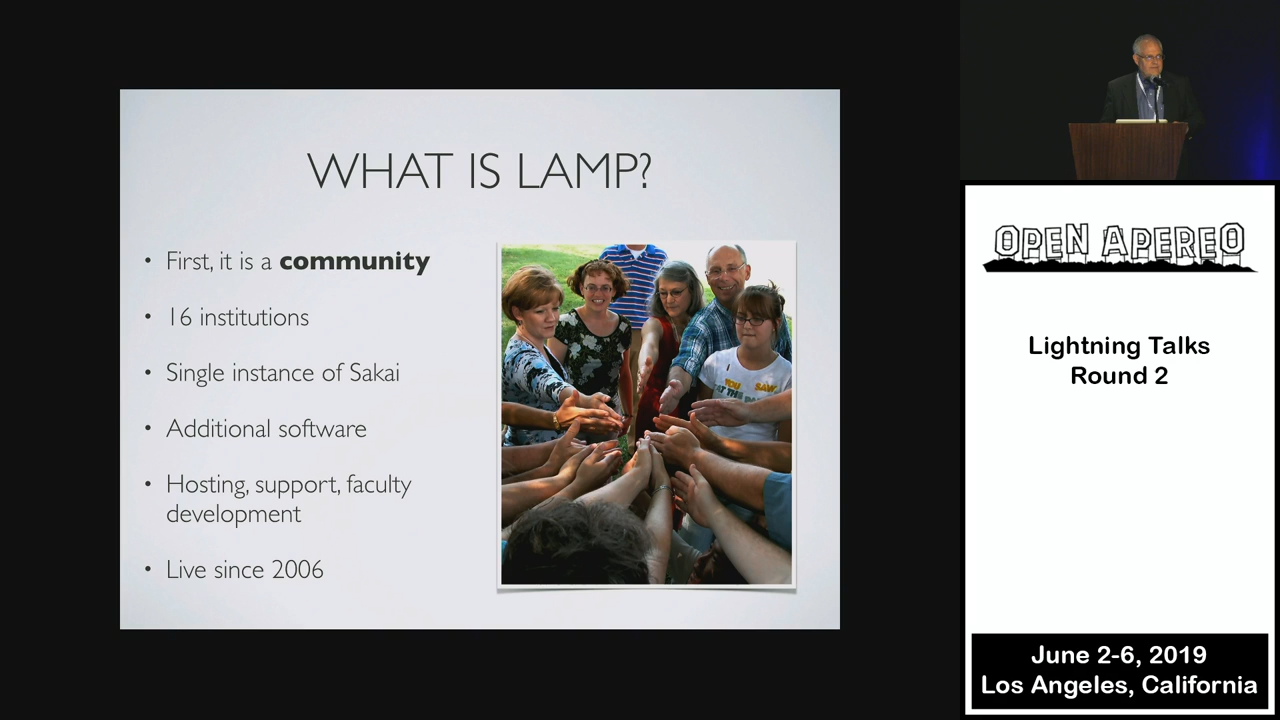 WHAT IS LAMP?
• First, it is a community
• 16 institutions
• Single instance of Sakai
• Additional software
• Hosting, support, faculty
development
• Live since 2006
OPEN APEREO
Lightning Talks
Round 2
June 2-6, 2019
Los Angeles, California